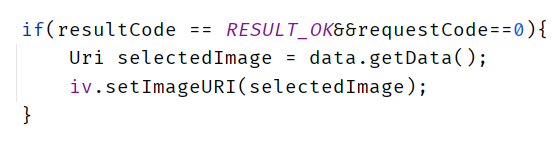 if(resultCode == RESULT_OK&&requestCode==0){
    Uri selectedImage = data.getData();
    iv.setImageURI(selectedImage);
}